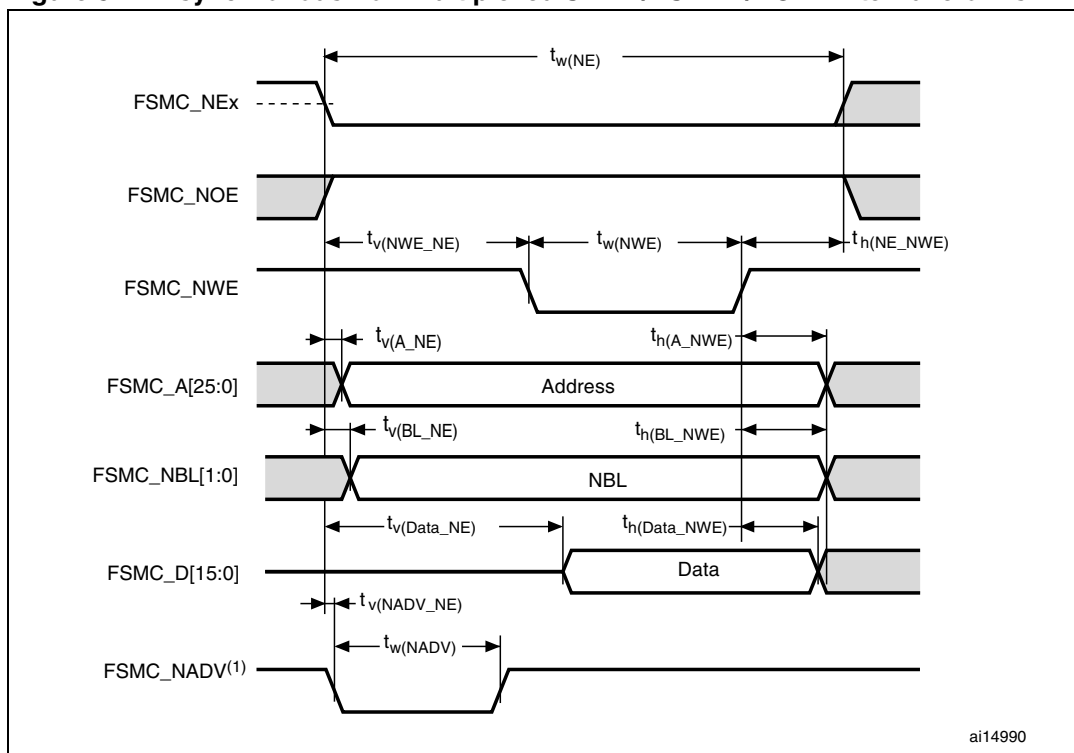 tw(NE)
FSMC_NEx
FSMC_NOE
tv(NWE_NE)
tw(NWE)
th(NE_NWE)
FSMC_NWE
tv(A_NE)
th(A_NWE)
FSMC_A[25:0]
Address
tv(BL_NE)
th(BL_NWE)
FSMC_NBL[1:0]
NBL
tv(Data_NE)
th(Data_NWE)
FSMC_D[15:0]
Data
tv(NADV_NE)
tw(NADV)
FSMC_NADV(1)
ai14990